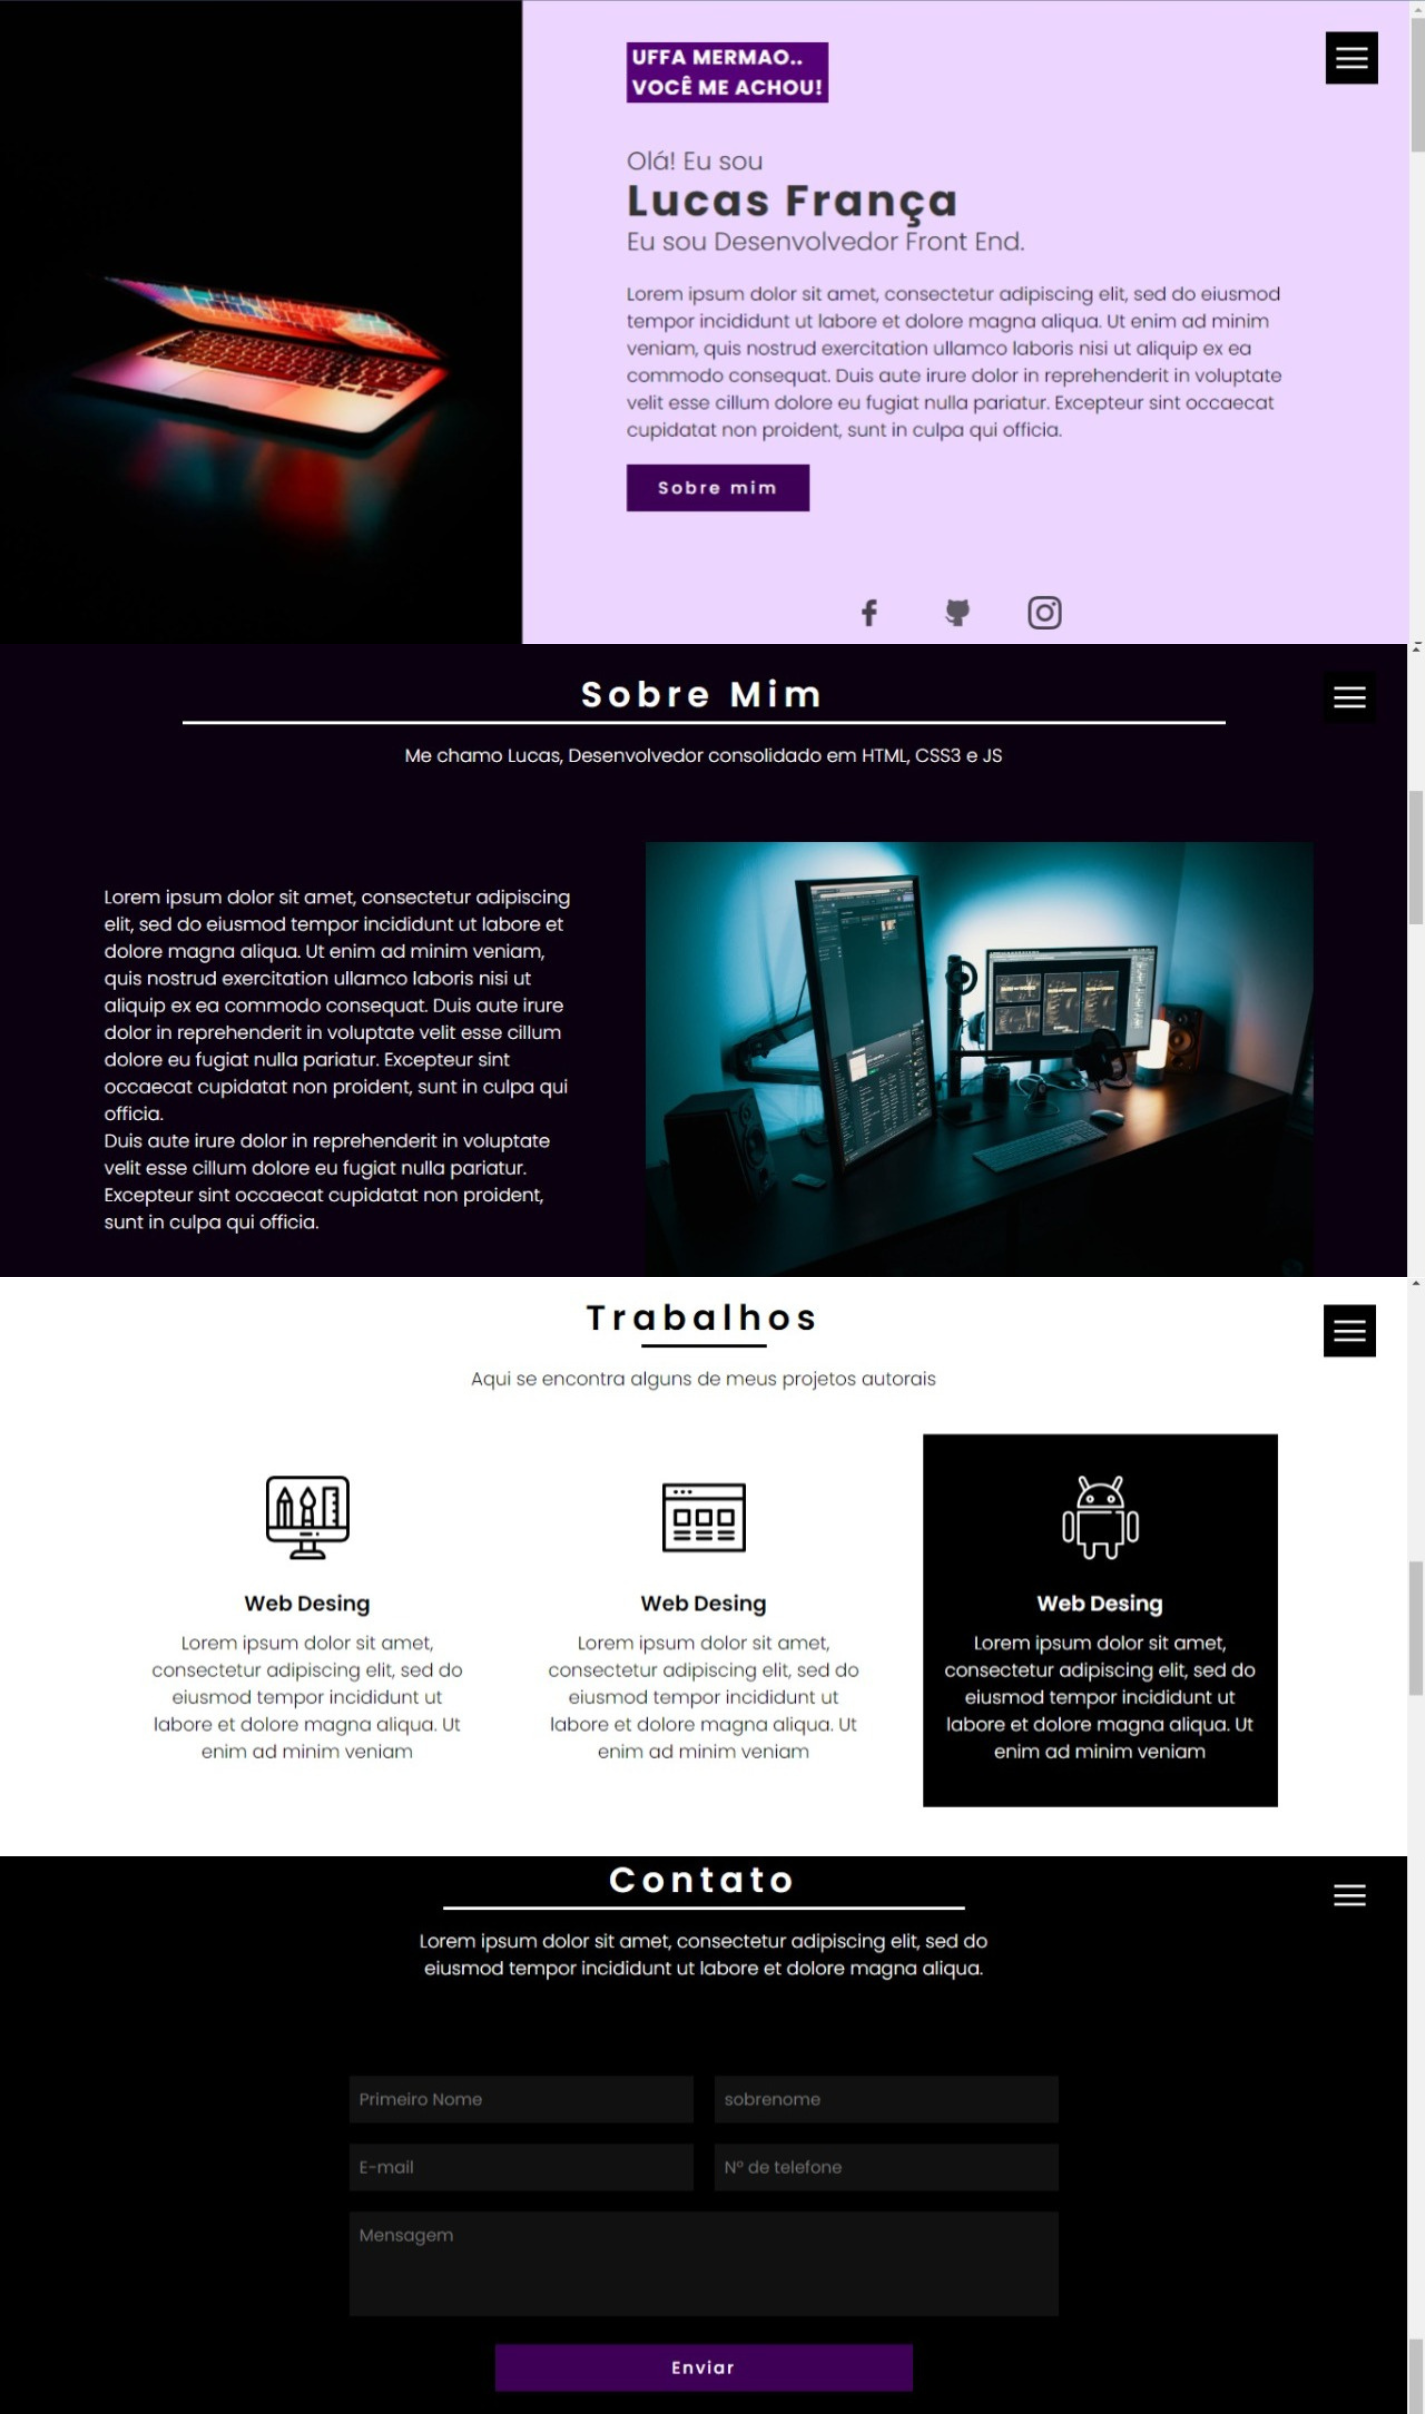 UFFA MERMAO..
VOCÊ ME ACHOU!
Olá! Eu sou
Lucas França
Eu sou Desenvolvedor Front End.
Lorem ipsum dolor sit amet, consectetur adipiscing elit, sed do eiusmod
tempor incididunt ut labore et dolore magna aliqua. Ut enim ad minim
veniam, quis nostrud exercitation ullamco laboris nisi ut aliquip ex ea
commodo consequat. Duis aute irure dolor in reprehenderit in voluptate
velit esse cillum dolore eu fugiat nulla pariatur. Excepteur sint occaecat
cupidatat non proident, sunt in culpa qui officia.
Sobre mim
Sobre Mim
Me chamo Lucas, Desenvolvedor consolidado em HTML, CSS3 e JS
Lorem ipsum dolor sit amet, consectetur adipiscing
elit, sed do eiusmod tempor incididunt ut labore et
dolore magna aliqua. Ut enim ad minim veniam,
quis nostrud exercitation ullamco laboris nisi ut
aliquip ex ea commodo consequat. Duis aute irure
dolor in reprehenderit in voluptate velit esse cillum
dolore eu fugiat nulla pariatur. Excepteur sint
occaecat cupidatat non proident, sunt in culpa qui
officia.
Duis aute irure dolor in reprehenderit in voluptate
velit esse cillum dolore eu fugiat nulla pariatur.
Excepteur sint occaecat cupidatat non proident,
sunt in culpa qui officia.
Trabalhos
Aqui se encontra alguns de meus projetos autorais
Web Desing
Lorem ipsum dolor sit amet,
consectetur adipiscing elit, sed do
eiusmod tempor incididunt ut
labore et dolore magna aliqua. Ut
enim ad minim veniam
Web Desing
Lorem ipsum dolor sit amet,
consectetur adipiscing elit, sed do
eiusmod tempor incididunt ut
labore et dolore magna aliqua. Ut
enim ad minim veniam
Web Desing
Lorem ipsum dolor sit amet,
consectetur adipiscing elit, sed do
eiusmod tempor incididunt ut
labore et dolore magna aliqua. Ut
enim ad minim veniam
Contato
Lorem ipsum dolor sit amet, consectetur adipiscing elit, sed do
eiusmod tempor incididunt ut labore et dolore magna aliqua.
Primeiro Nome
sobrenome
E-mail
Nº de telefone
Mensagem
Enviar